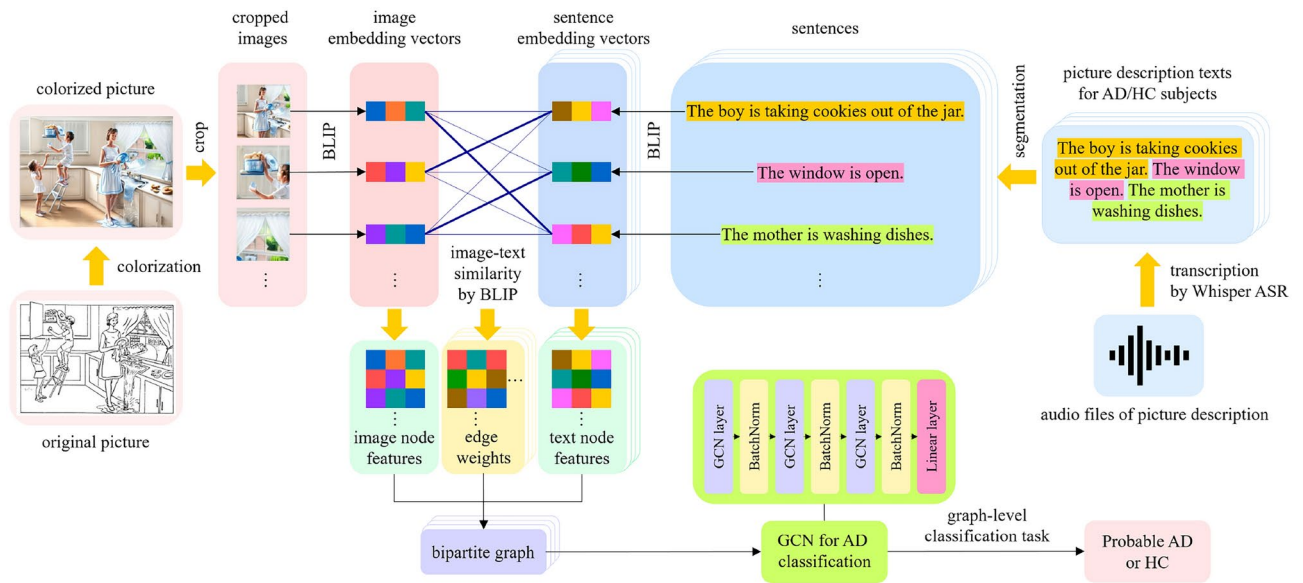 cropped
images
image
embedding vectors
sentence
embedding vectors
sentences
colorized picture
picture description texts
for AD/HC subjects
crop
BLIP
BLIP
segmentation
The boy is taking cookies out of the jar.
The window is open.
The mother is washing dishes.
The boy is taking cookies
out of the jar. The window
is open. The mother is
washing dishes.
colorization
image-text
similarity
by BLIP
transcription
by Whisper ASR
original picture
audio files of picture description
image node
features
edge
weights
text node
features
GCN layer
BatchNorm
GCN layer
BatchNorm
GCN layer
BatchNorm
Linear layer
bipartite graph
GCN for AD
classification
graph-level
classification task
Probable AD
or HC